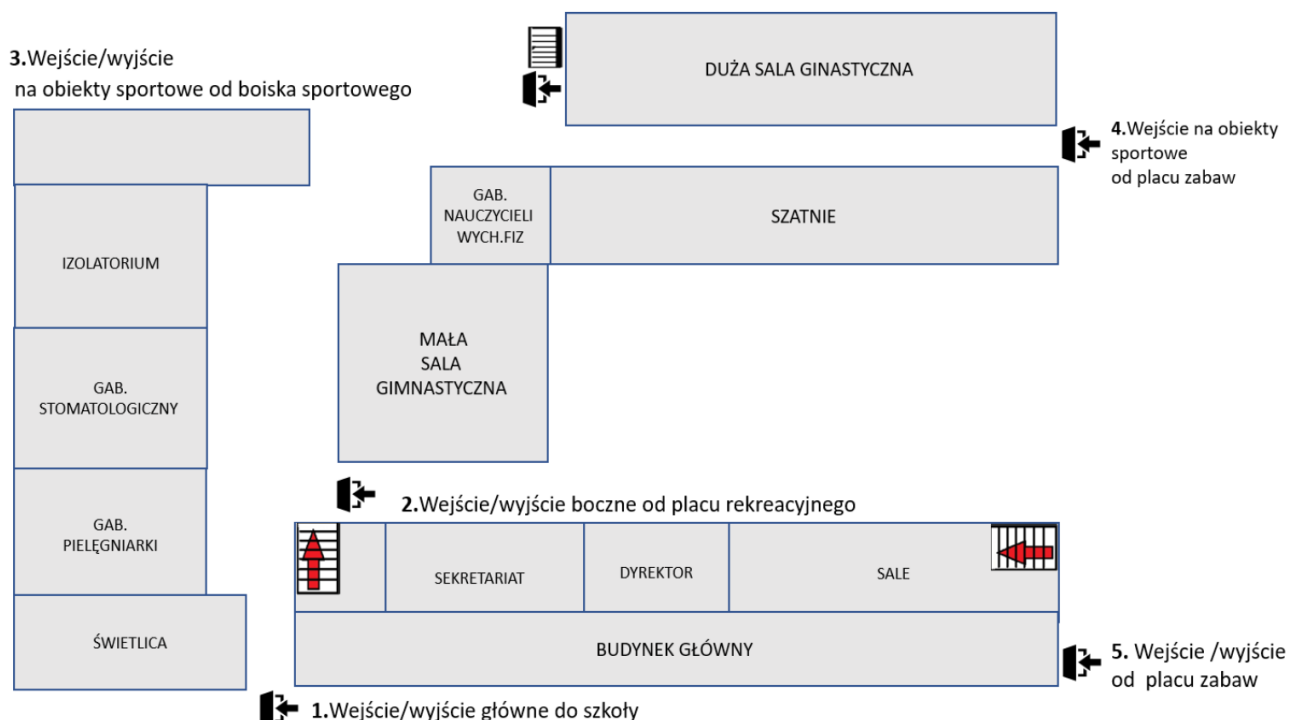 3.Wejście/wyjście
na obiekty sportowe od boiska sportowego
DUŻA SALA GINASTYCZNA
4.Wejście na obiekty
sportowe
od placu zabaw
GAB.
NAUCZYCIELI
WYCH.FIZ
SZATNIE
IZOLATORIUM
MAŁA
SALA
GIMNASTYCZNA
GAB.
STOMATOLOGICZNY
2.Wejście/wyjście boczne od placu rekreacyjnego
GAB.
PIELĘGNIARKI
SEKRETARIAT
DYREKTOR
SALE
ŚWIETLICA
BUDYNEK GŁÓWNY
5. Wejście /wyjście
od placu zabaw
1.Wejście/wyjście główne do szkoły